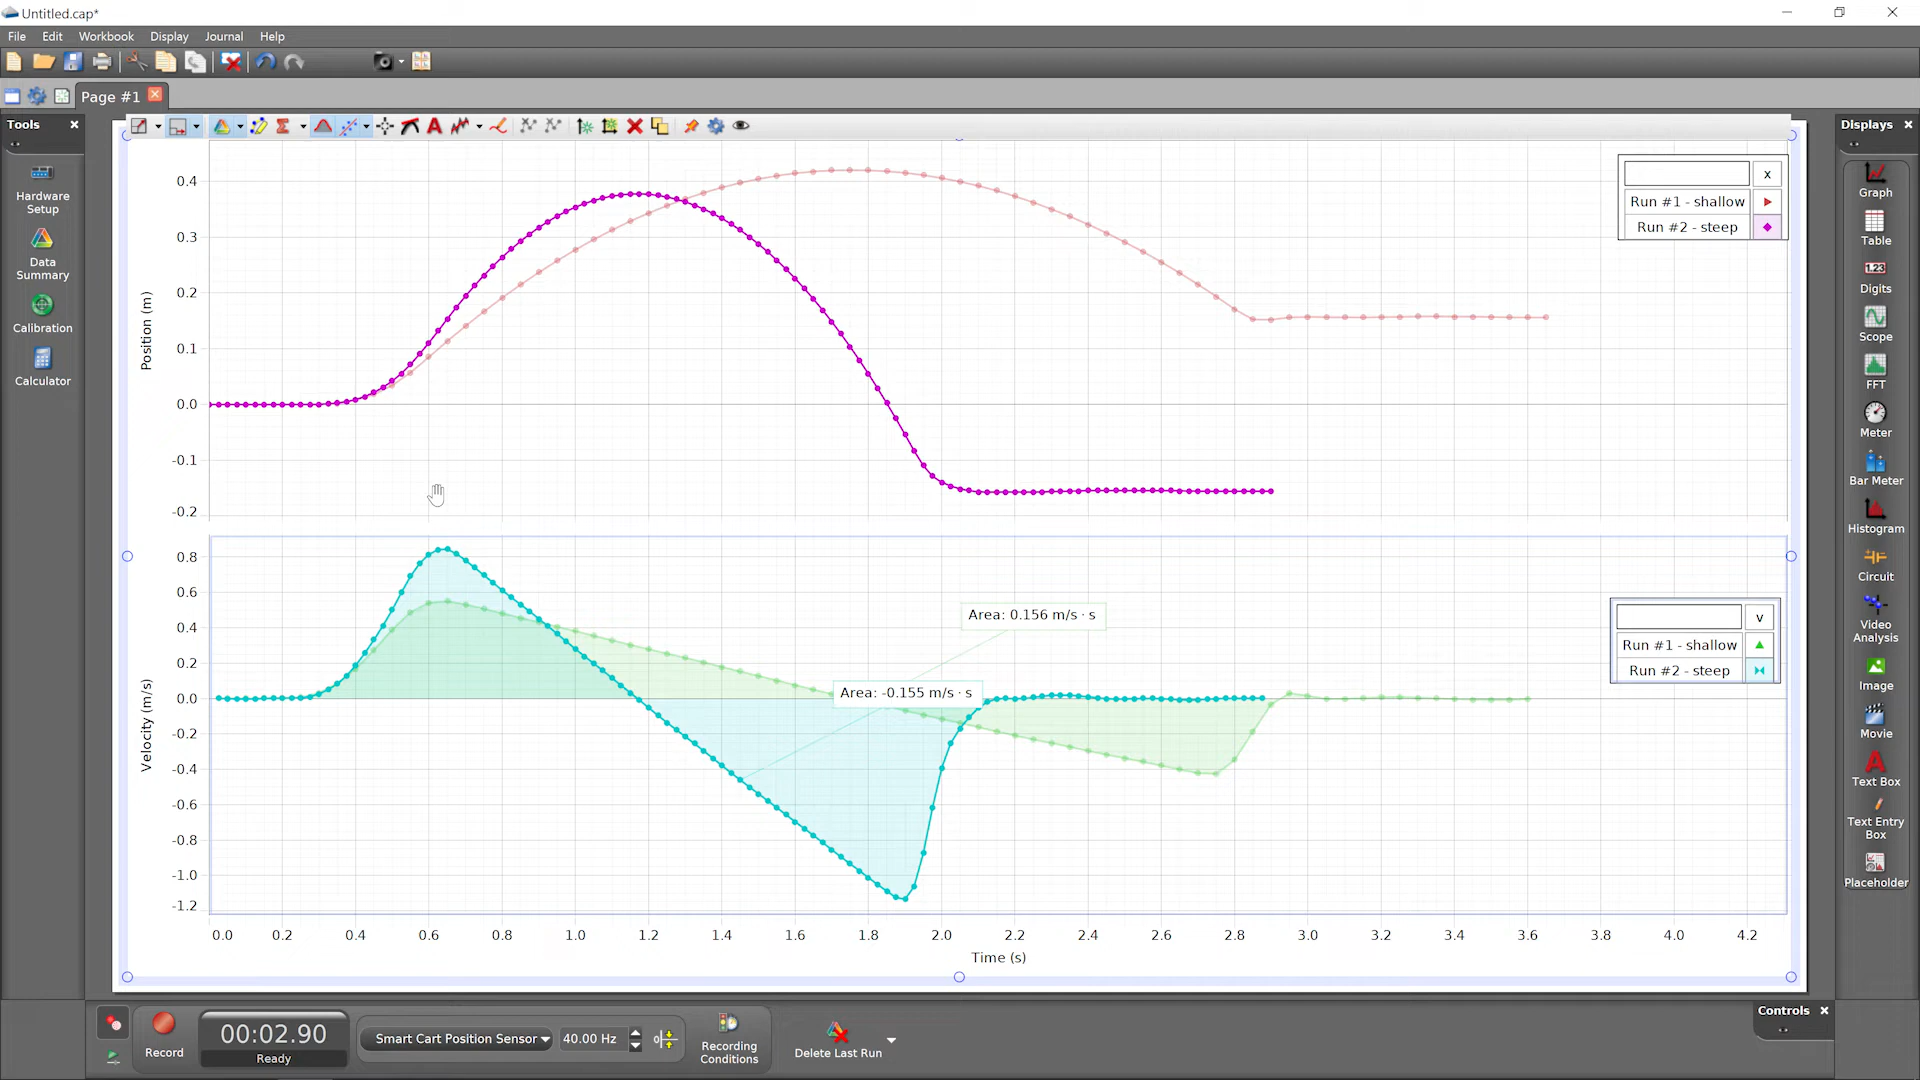 Untitled.cap*
File Edit Workbook Display Journal Help
Page #1
Tools
Hardware
Setup
Data
Summary
Calibration
Calculator
Position (m)
0.4
0.3
0.2
0.1
0.0
-0.1
-0.2
x
Run #1 - shallow
Run #2 - steep
Velocity (m/s)
0.8
0.6
0.4
0.2
0.0
-0.2
-0.4
-0.6
-0.8
-1.0
-1.2
Area: 0.156 m/s · s
Area: -0.155 m/s · s
v
Run #1 - shallow
Run #2 - steep
0.0 0.2 0.4 0.6 0.8 1.0 1.2 1.4 1.6 1.8 2.0 2.2 2.4 2.6 2.8 3.0 3.2 3.4 3.6 3.8 4.0 4.2
Time (s)
Displays
Graph
Table
1.23
Digits
Scope
FFT
Meter
Bar Meter
Histogram
Circuit
Video
Analysis
Image
Movie
A
Text Box
Text Entry
Box
Placeholder
Record
00:02.90
Ready
Smart Cart Position Sensor
40.00 Hz
Recording
Conditions
Delete Last Run
Controls